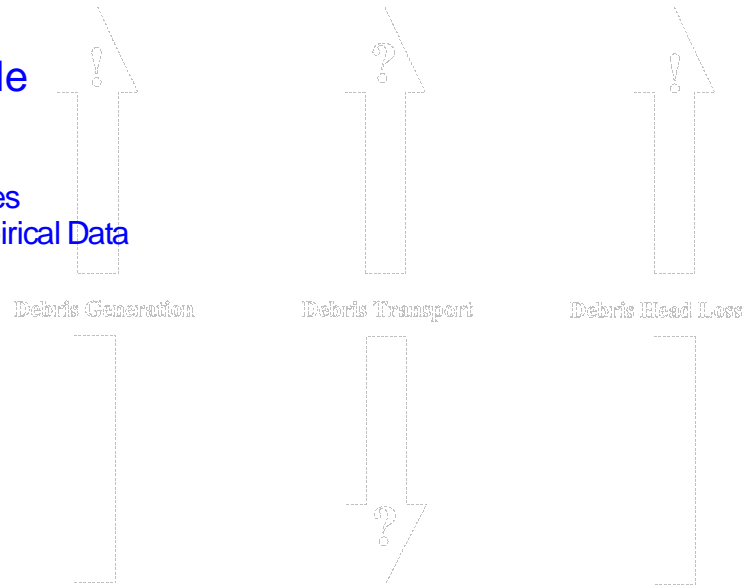 !
?
!
le
es
irical Data
Debris Generation
Debris Transport
Debris Head Loss
?